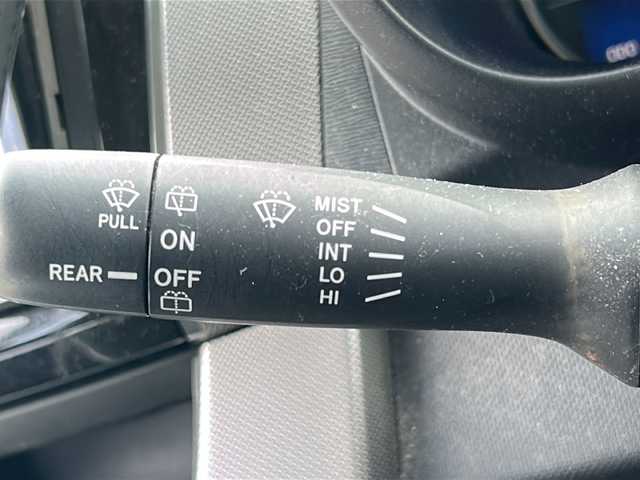 PULL
REAR
ON
OFF
MIST
OFF
INT
LO
HI